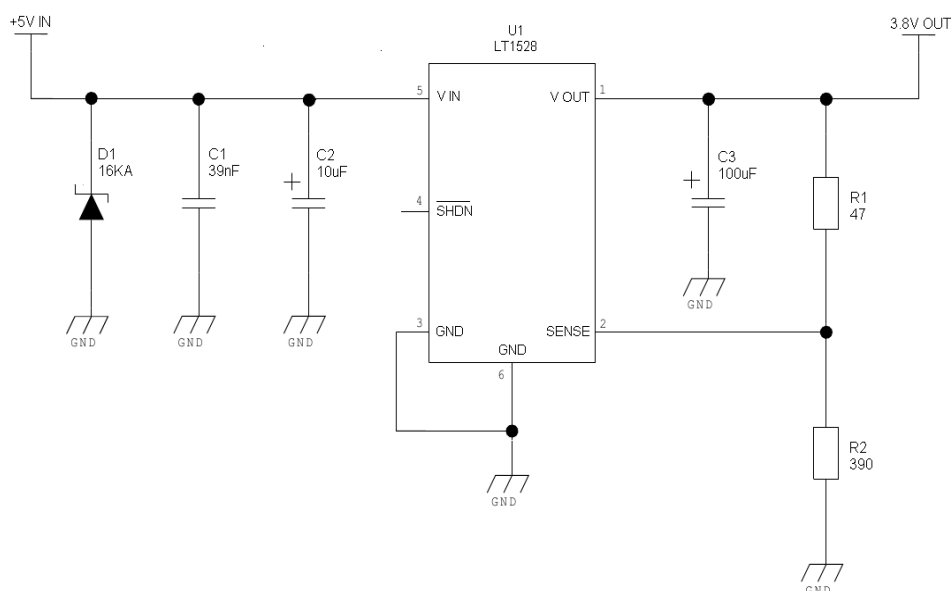 +5V IN
3.8V OUT
U1
LT1528
5
V IN
V OUT
1
D1
16KA
C1
39nF
C2
10uF
+
C3
100uF
+
R1
47
4
SHDN
3
GND
SENSE
2
GND
6
GND
GND
GND
GND
GND
R2
390
GND